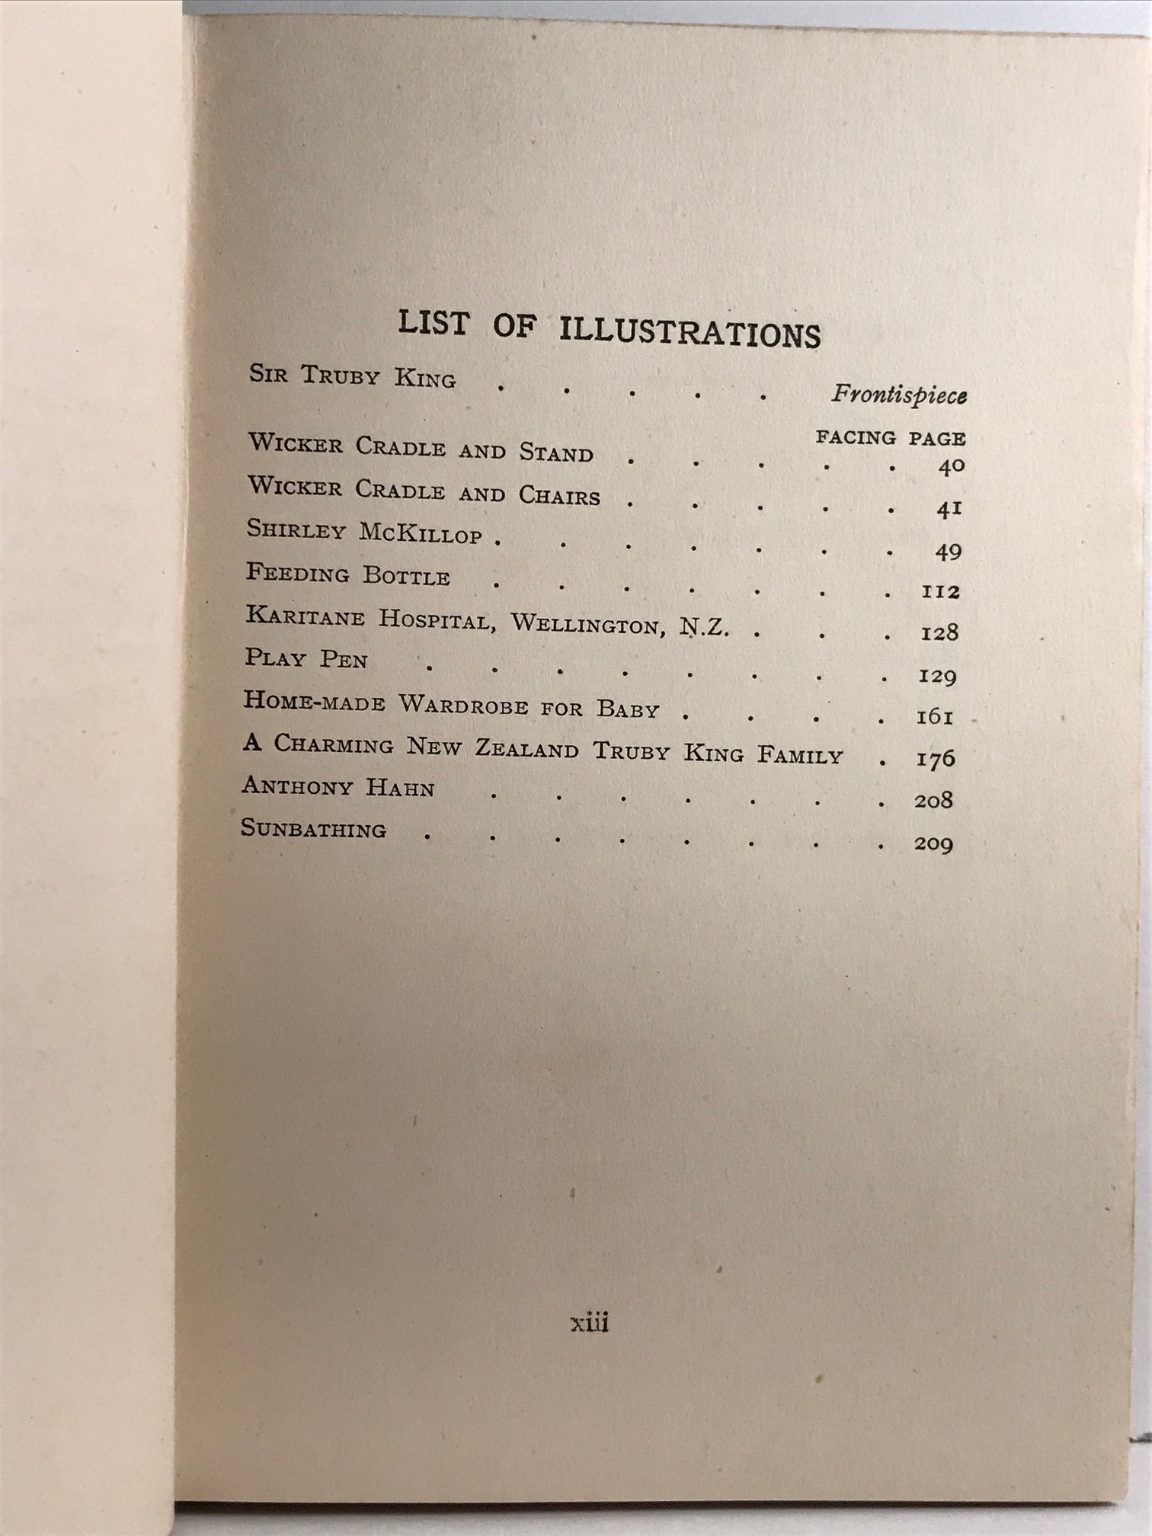 LIST OF ILLUSTRATIONS
Sir Truby King . . . . . Frontispiece
FACING PAGE
Wicker Cradle and Stand . . . . . 40
Wicker Cradle and Chairs . . . . . 41
Shirley McKillop . . . . . . . 49
Feeding Bottle . . . . . . . 112
Karitane Hospital, Wellington, N.Z. . . . 128
Play Pen . . . . . . . . 129
Home-made Wardrobe for Baby . . . . 161
A Charming New Zealand Truby King Family . 176
Anthony Hahn . . . . . . . 208
Sunbathing . . . . . . . . 209
xiii